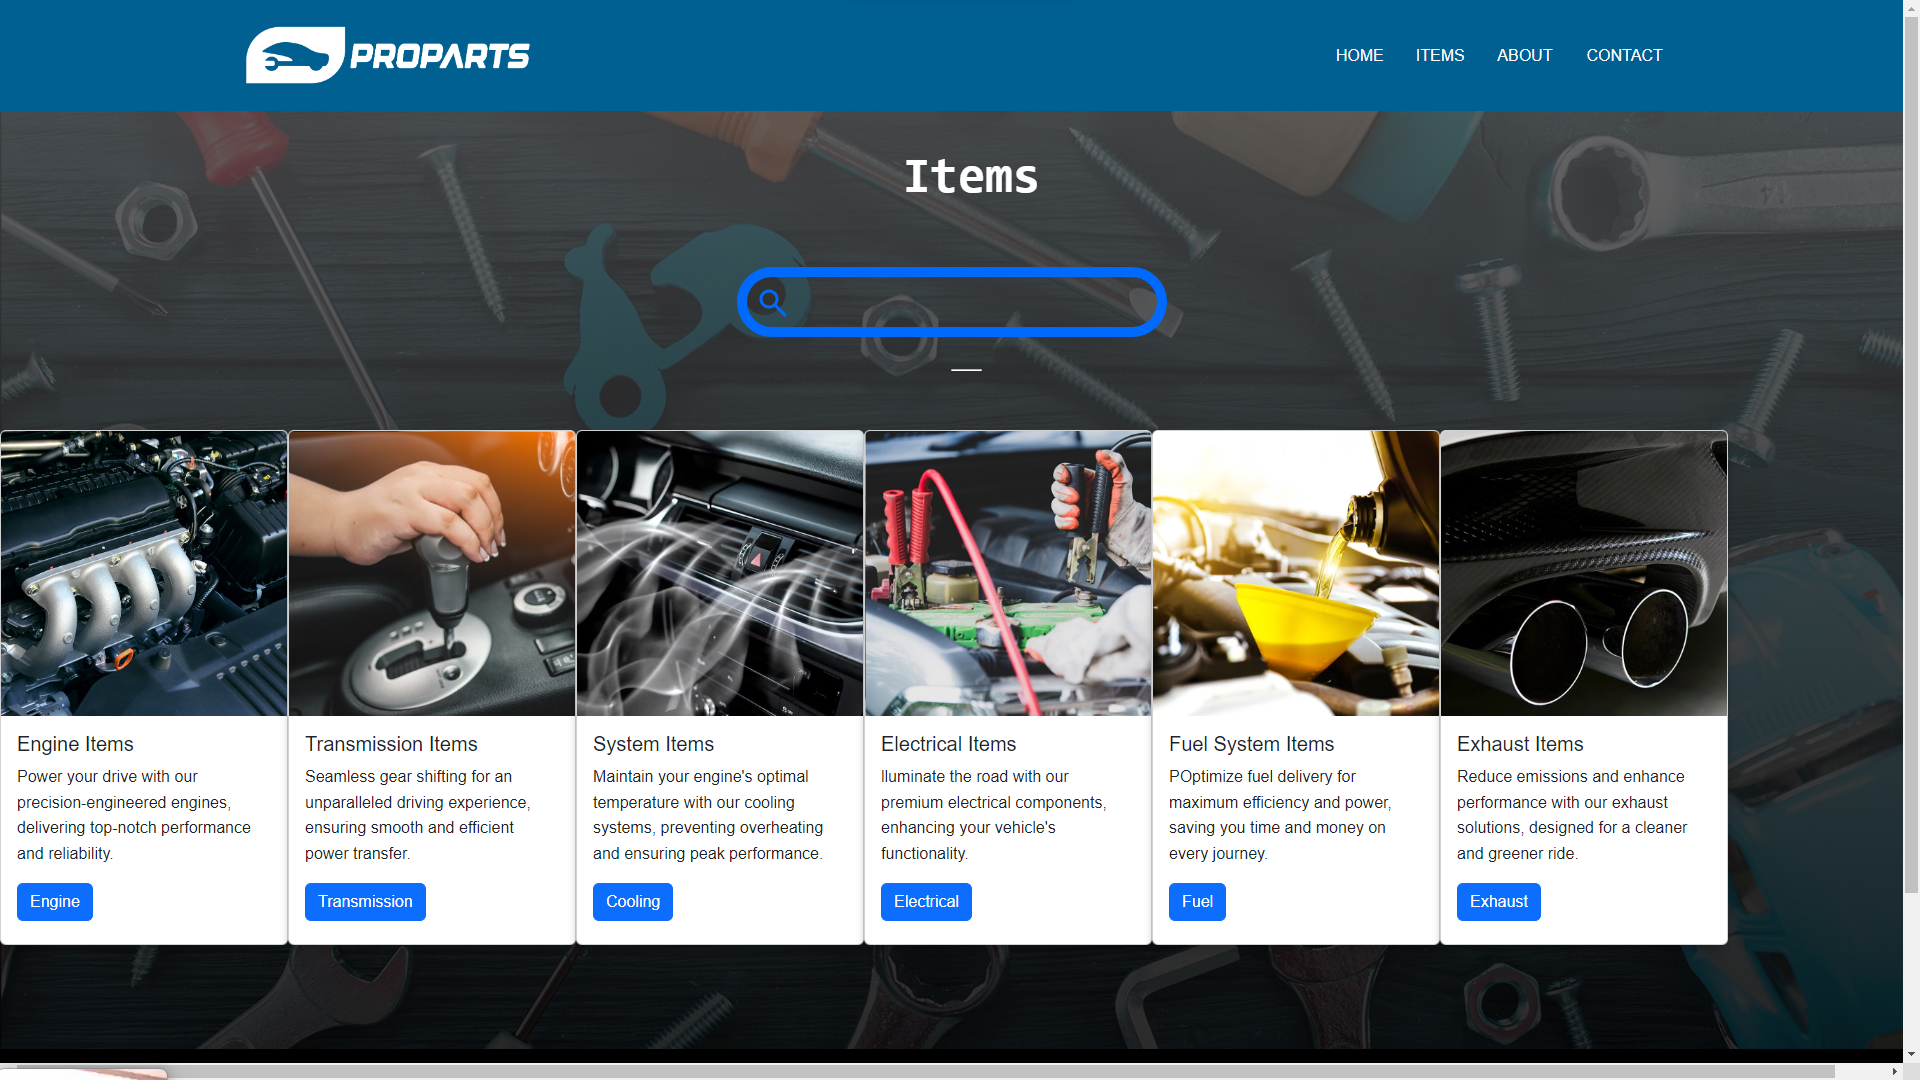 PROPARTS
HOME ITEMS ABOUT CONTACT
Items
Engine Items
Power your drive with our
precision-engineered engines,
delivering top-notch performance
and reliability.
Engine
Transmission Items
Seamless gear shifting for an
unparalleled driving experience,
ensuring smooth and efficient
power transfer.
Transmission
System Items
Maintain your engine's optimal
temperature with our cooling
systems, preventing overheating
and ensuring peak performance.
Cooling
Electrical Items
lluminate the road with our
premium electrical components,
enhancing your vehicle's
functionality.
Electrical
Fuel System Items
POptimize fuel delivery for
maximum efficiency and power,
saving you time and money on
every journey.
Fuel
Exhaust Items
Reduce emissions and enhance
performance with our exhaust
solutions, designed for a cleaner
and greener ride.
Exhaust